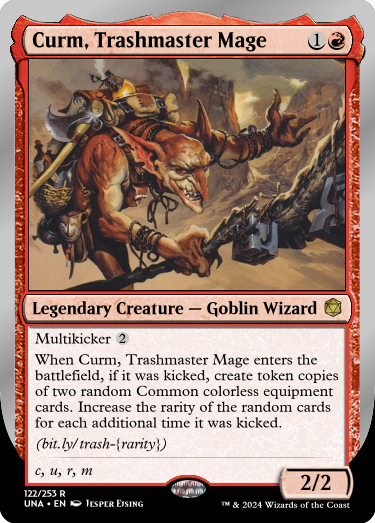 Curm, Trashmaster Mage 1
Legendary Creature — Goblin Wizard
Multikicker 2
When Curm, Trashmaster Mage enters the
battlefield, if it was kicked, create token copies
of two random Common colorless equipment
cards. Increase the rarity of the random cards
for each additional time it was kicked.
(bit.ly/trash-{rarity})
c, u, r, m
2/2
122/253 R
UNA • EN Jesper Ejsing
™ & © 2024 Wizards of the Coast